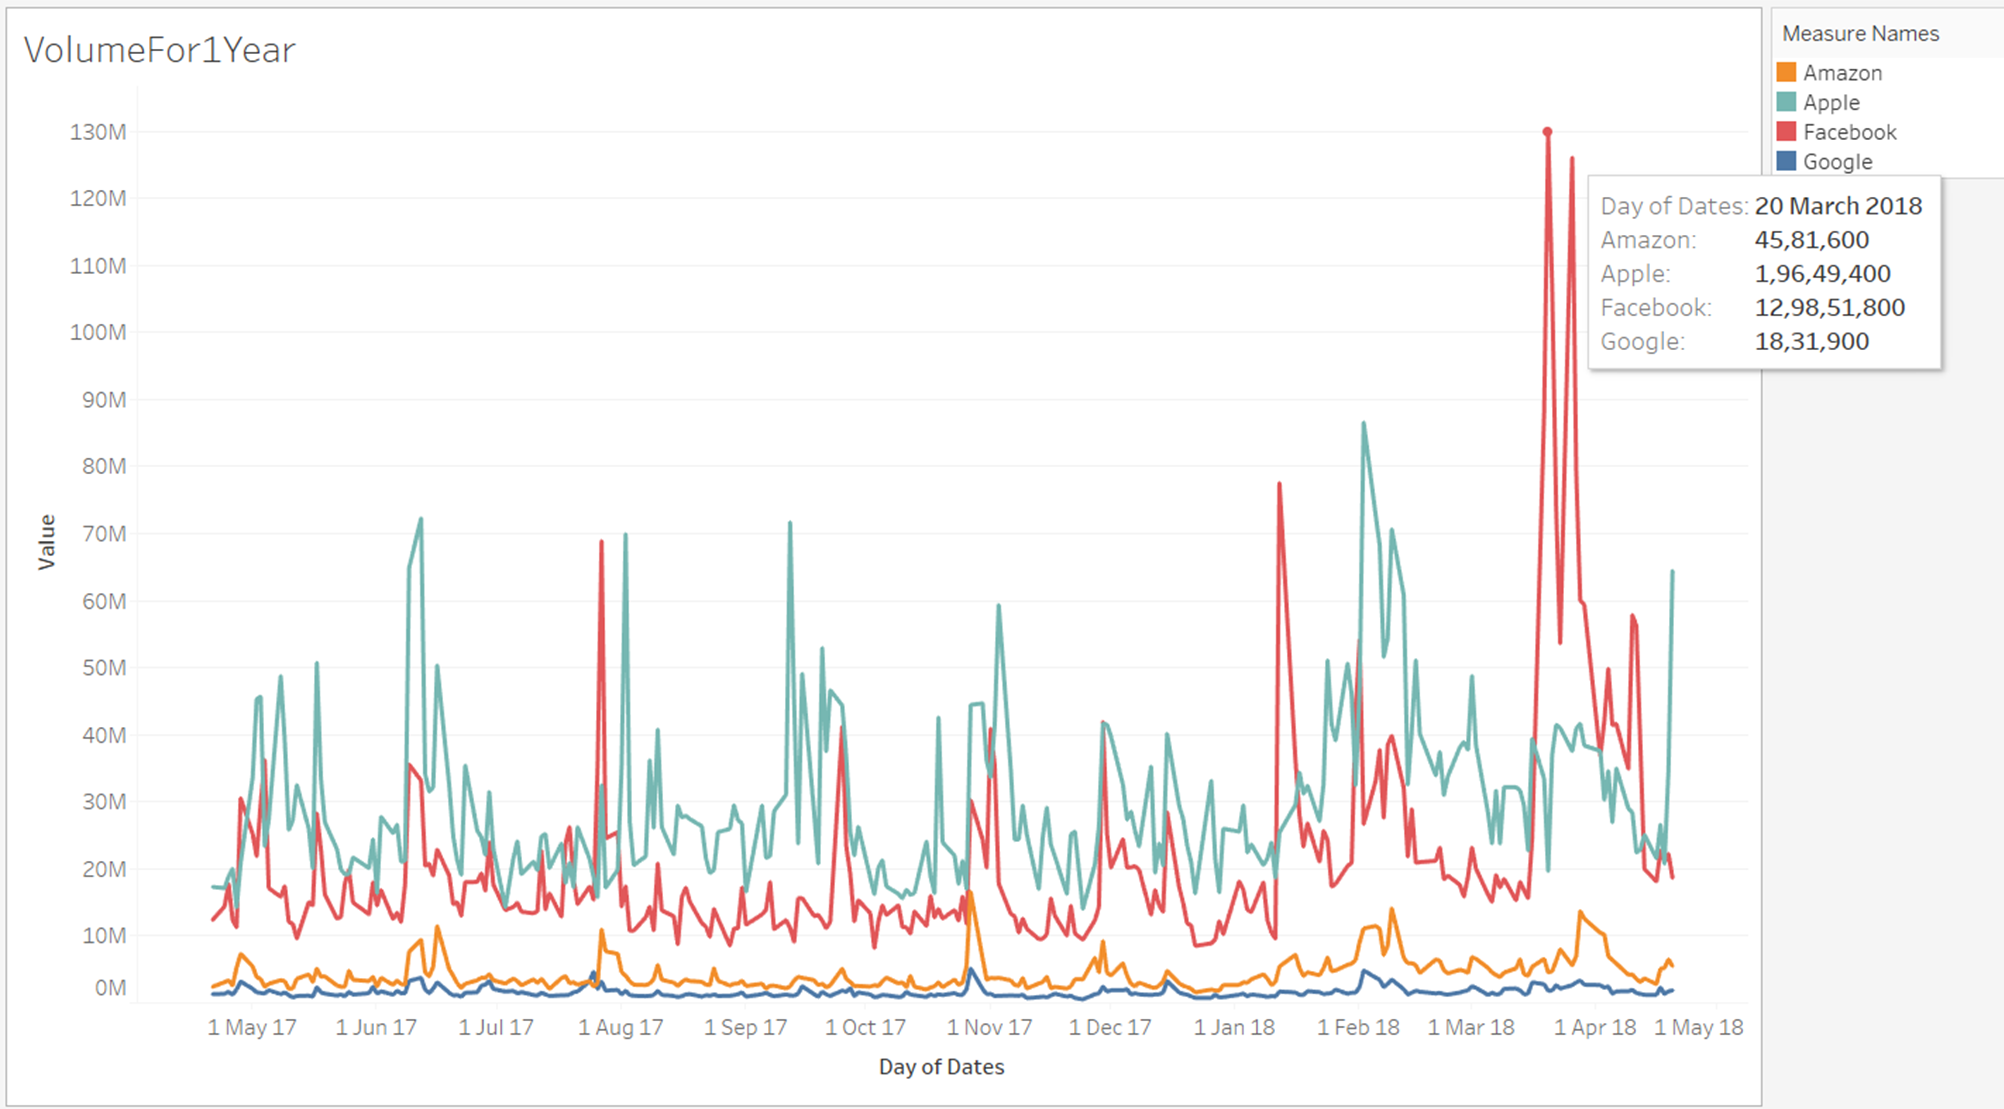 VolumeFor1Year
Measure Names
Amazon
Apple
Facebook
Google
Day of Dates: 20 March 2018
Amazon: 45,81,600
Apple: 1,96,49,400
Facebook: 12,98,51,800
Google: 18,31,900
130M
120M
110M
100M
90M
80M
70M
60M
50M
40M
30M
20M
10M
0M
Value
1 May 17 1 Jun 17 1 Jul 17 1 Aug 17 1 Sep 17 1 Oct 17 1 Nov 17 1 Dec 17 1 Jan 18 1 Feb 18 1 Mar 18 1 Apr 18 1 May 18
Day of Dates